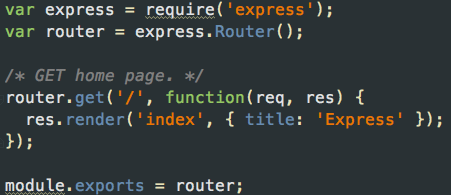 var express = require('express');
var router = express.Router();
/* GET home page. */
router.get('/', function(req, res) {
  res.render('index', { title: 'Express' });
});
module.exports = router;